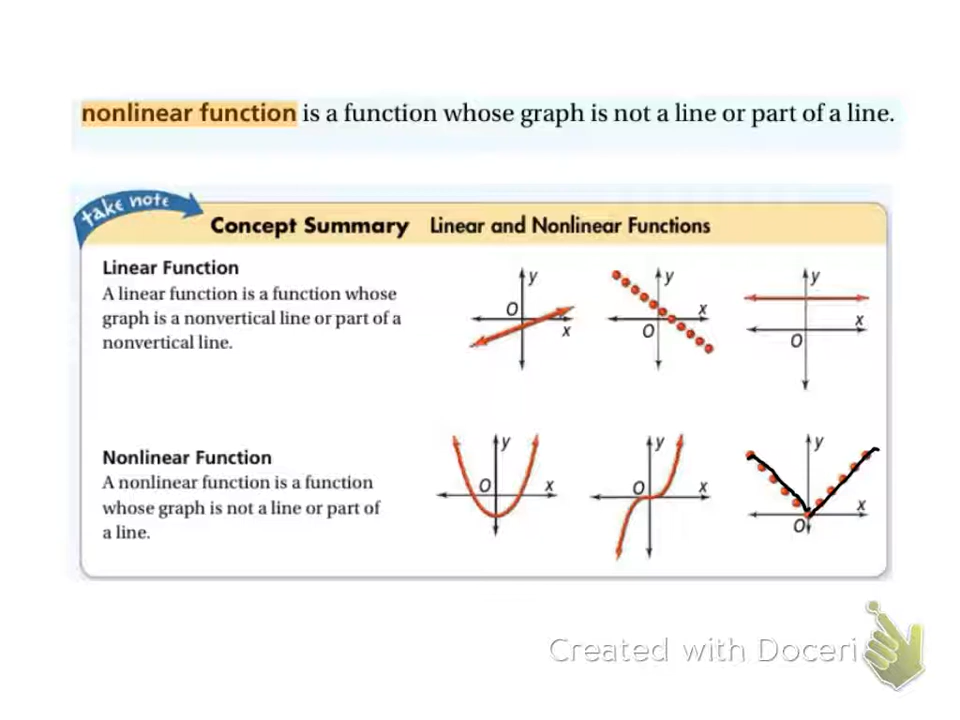 nonlinear function is a function whose graph is not a line or part of a line.
take note
Concept Summary Linear and Nonlinear Functions
Linear Function
A linear function is a function whose
graph is a nonvertical line or part of a
nonvertical line.
y
O
x
y
x
O
y
x
O
Nonlinear Function
A nonlinear function is a function
whose graph is not a line or part of
a line.
y
O
x
y
O
x
y
x
O
Created with Doceri